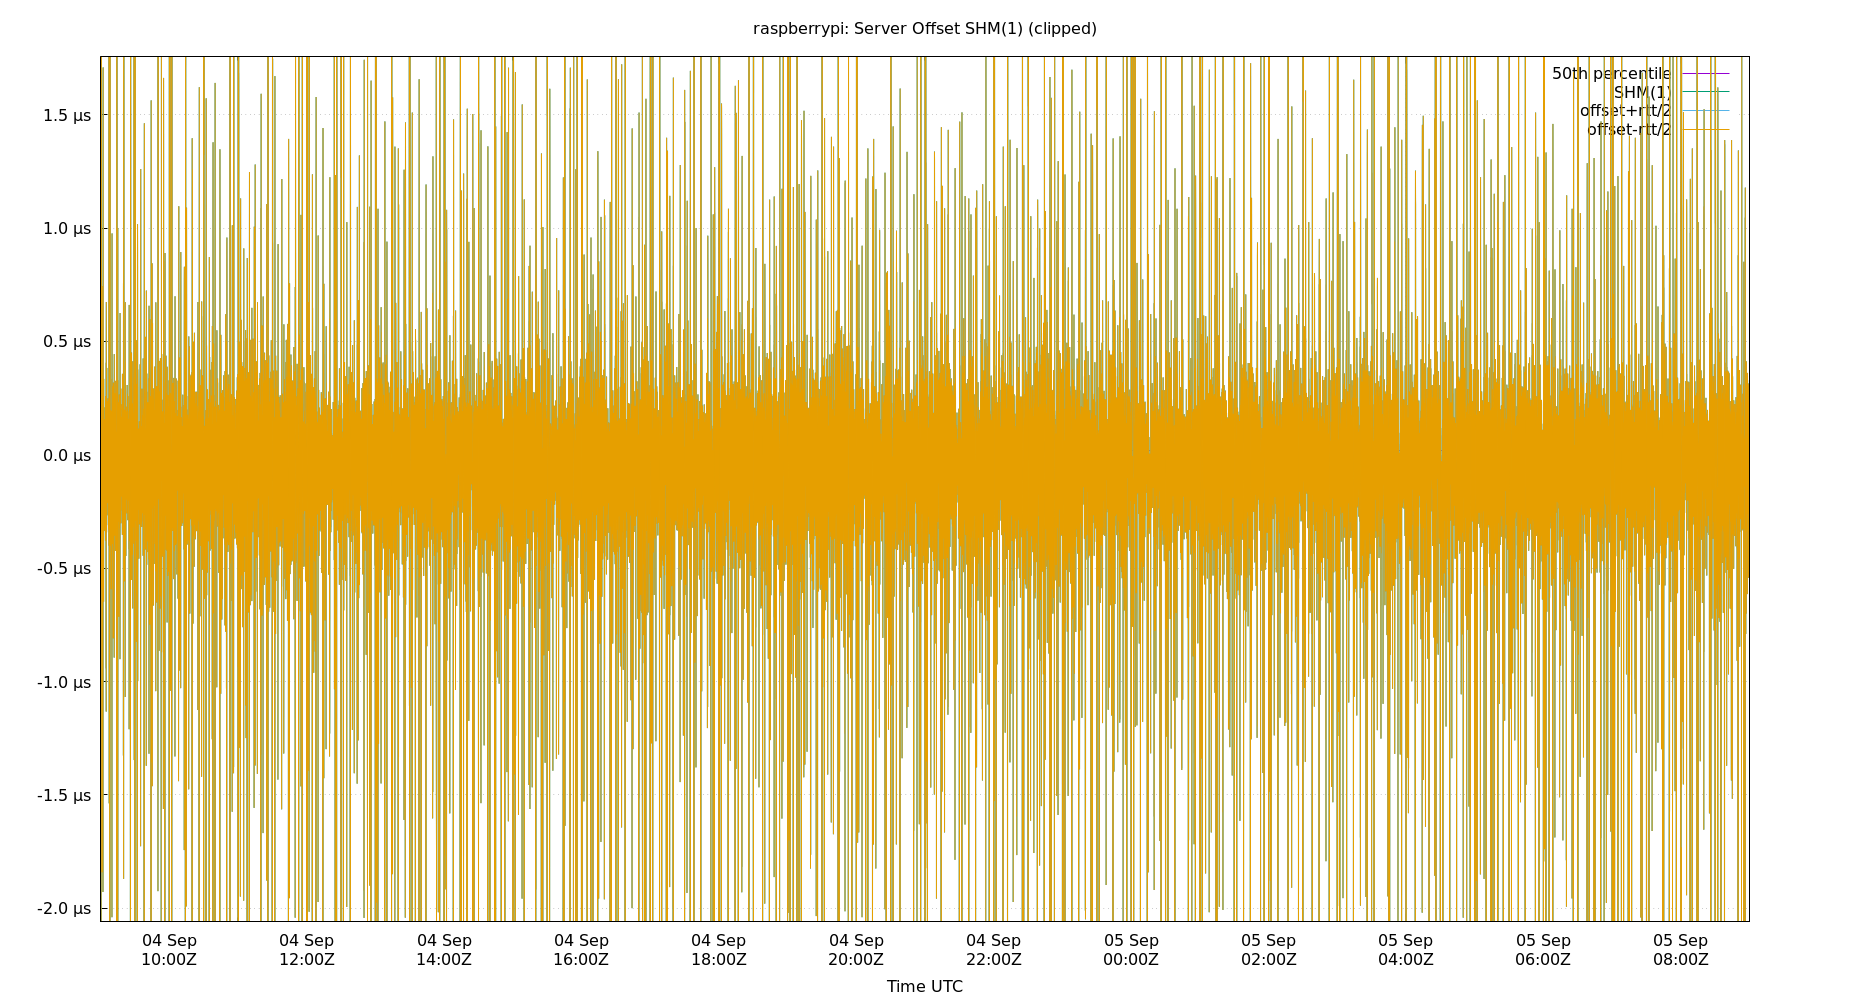 raspberrypi: Server Offset SHM(1) (clipped)
50th percentile
SHM(1)
offset+rtt/2
offset-rtt/2
1.5 µs
1.0 µs
0.5 µs
0.0 µs
-0.5 µs
-1.0 µs
-1.5 µs
-2.0 µs
04 Sep 04 Sep 04 Sep 04 Sep 04 Sep 04 Sep 04 Sep 05 Sep 05 Sep 05 Sep 05 Sep 05 Sep
10:00Z 12:00Z 14:00Z 16:00Z 18:00Z 20:00Z 22:00Z 00:00Z 02:00Z 04:00Z 06:00Z 08:00Z
Time UTC